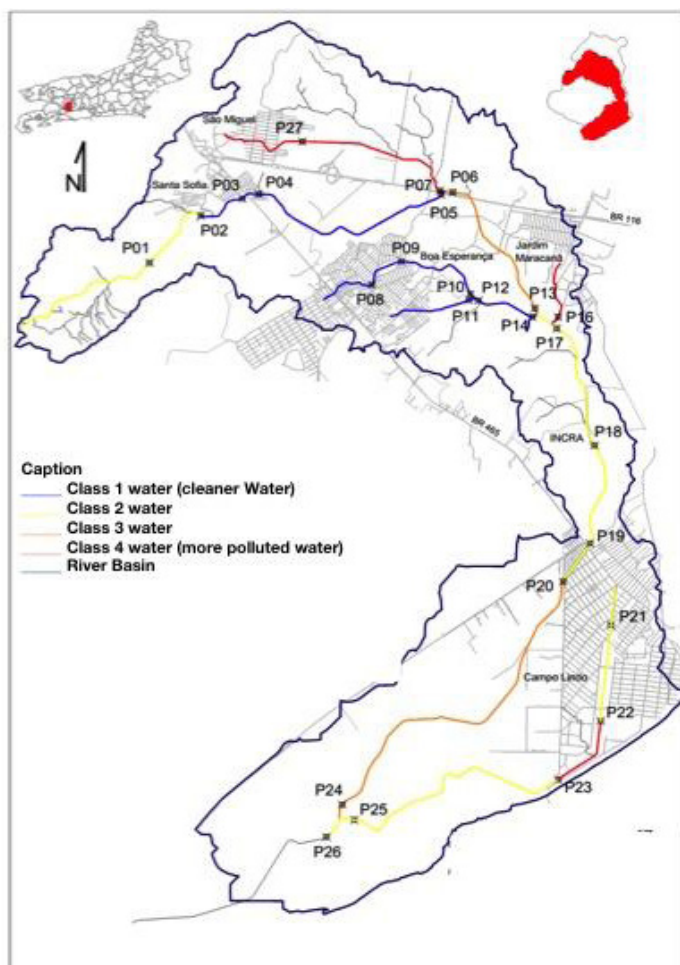 São Miguel
P27
Santa Sofia
P03
P04
P07
P06
P05
P02
BR 116
P01
P09
Boa Esperança
Jardim
Maracanã
P08
P10
P12
P11
P13
P14
P16
P17
N
BR 465
INCRA
P18
Caption
Class 1 water (cleaner Water)
Class 2 water
Class 3 water
Class 4 water (more polluted water)
River Basin
P19
P20
P21
Campo Lindo
P22
P23
P24
P25
P26